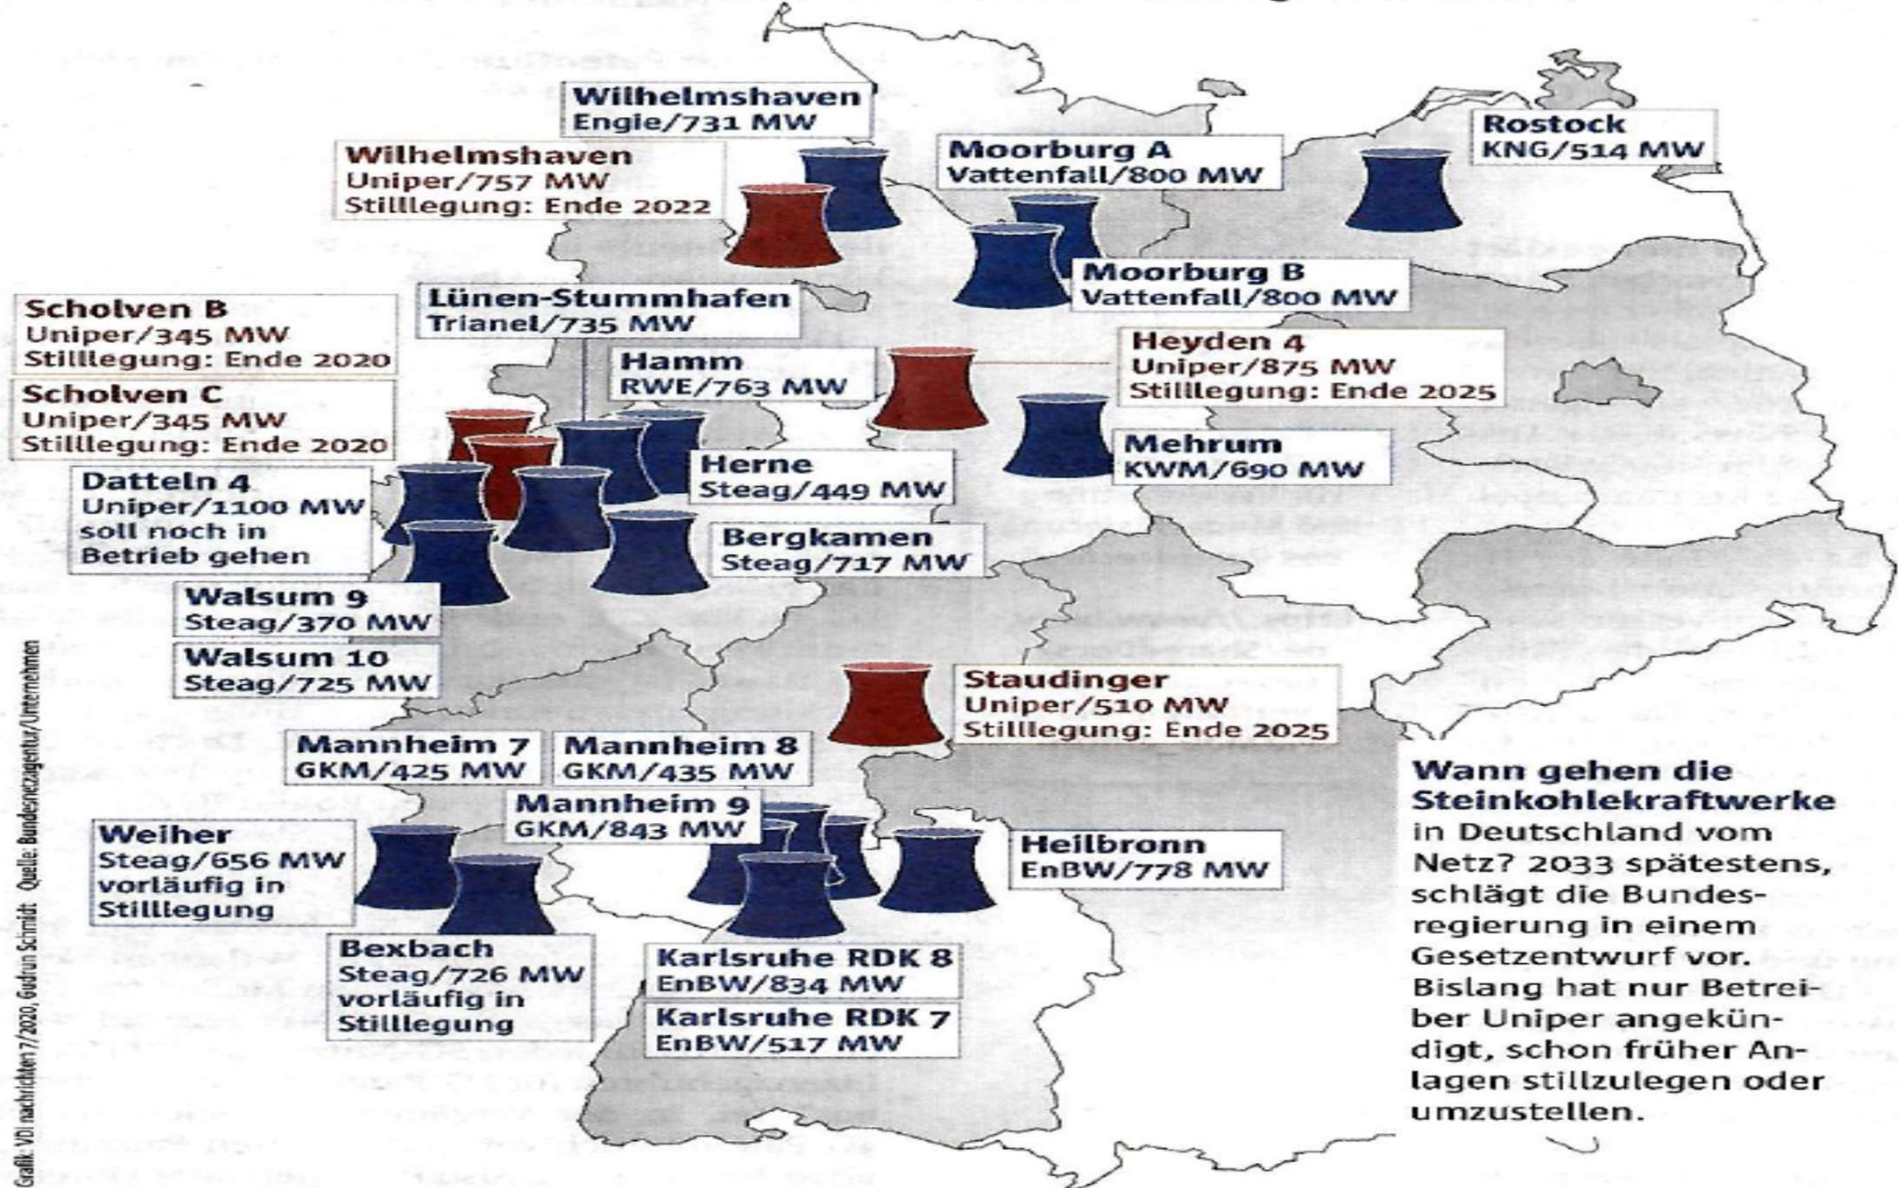 Wilhelmshaven
Engie/731 MW
Wilhelmshaven
Uniper/757 MW
Stilllegung: Ende 2022
Moorburg A
Vattenfall/800 MW
Rostock
KNG/514 MW
Moorburg B
Vattenfall/800 MW
Scholven B
Uniper/345 MW
Stilllegung: Ende 2020
Lünen-Stummhafen
Trianel/735 MW
Scholven C
Uniper/345 MW
Stilllegung: Ende 2020
Hamm
RWE/763 MW
Heyden 4
Uniper/875 MW
Stilllegung: Ende 2025
Mehrum
KWM/690 MW
Datteln 4
Uniper/1100 MW
soll noch in
Betrieb gehen
Herne
Steag/449 MW
Bergkamen
Steag/717 MW
Walsum 9
Steag/370 MW
Walsum 10
Steag/725 MW
Staudinger
Uniper/510 MW
Stilllegung: Ende 2025
Mannheim 7
GKM/425 MW
Mannheim 8
GKM/435 MW
Mannheim 9
GKM/843 MW
Weiher
Steag/656 MW
vorläufig in
Stilllegung
Heilbronn
EnBW/778 MW
Bexbach
Steag/726 MW
vorläufig in
Stilllegung
Karlsruhe RDK 8
EnBW/834 MW
Karlsruhe RDK 7
EnBW/517 MW
Wann gehen die
Steinkohlekraftwerke
in Deutschland vom
Netz? 2033 spätestens,
schlägt die Bundes-
regierung in einem
Gesetzentwurf vor.
Bislang hat nur Betrei-
ber Uniper angekün-
digt, schon früher An-
lagen stillzulegen oder
umzustellen.
Grafik: VDI nachrichten 7/2020, Gudrun Schmidt Quelle: Bundesnetzagentur/Unternehmen